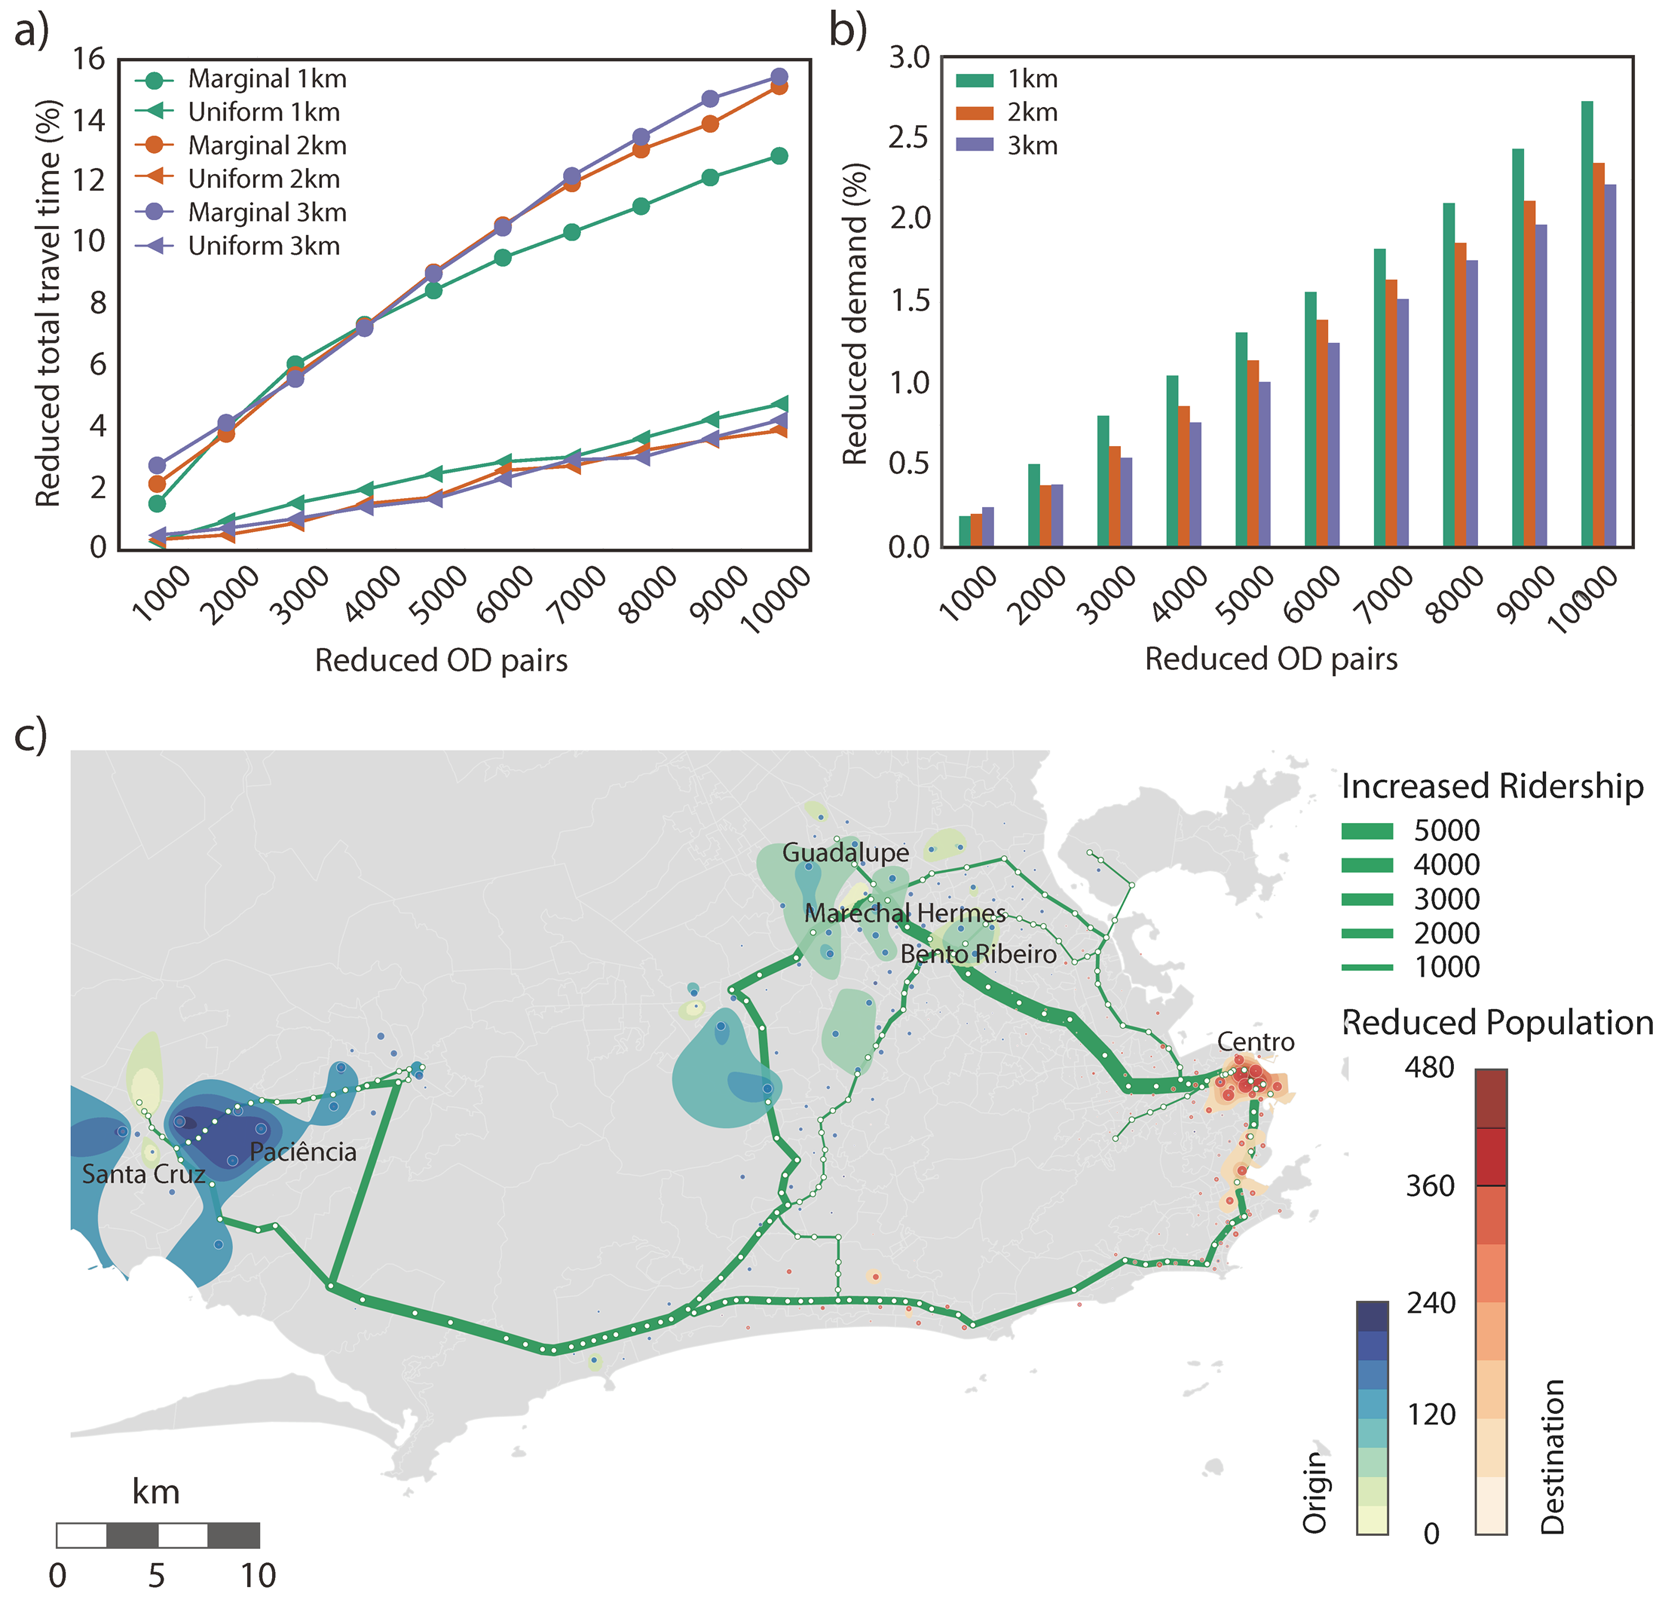 a)
16
14
12
10
8
6
4
2
0
Reduced total travel time (%)
Marginal 1km
Uniform 1km
Marginal 2km
Uniform 2km
Marginal 3km
Uniform 3km
1000
2000
3000
4000
5000
6000
7000
8000
9000
10000
Reduced OD pairs
b)
3.0
2.5
2.0
1.5
1.0
0.5
0.0
Reduced demand (%)
1km
2km
3km
1000
2000
3000
4000
5000
6000
7000
8000
9000
10000
Reduced OD pairs
c)
Guadalupe
Marechal Hermes
Bento Ribeiro
Centro
Paciência
Santa Cruz
km
0 5 10
Increased Ridership
5000
4000
3000
2000
1000
Reduced Population
480
360
240
120
0
Origin
Destination